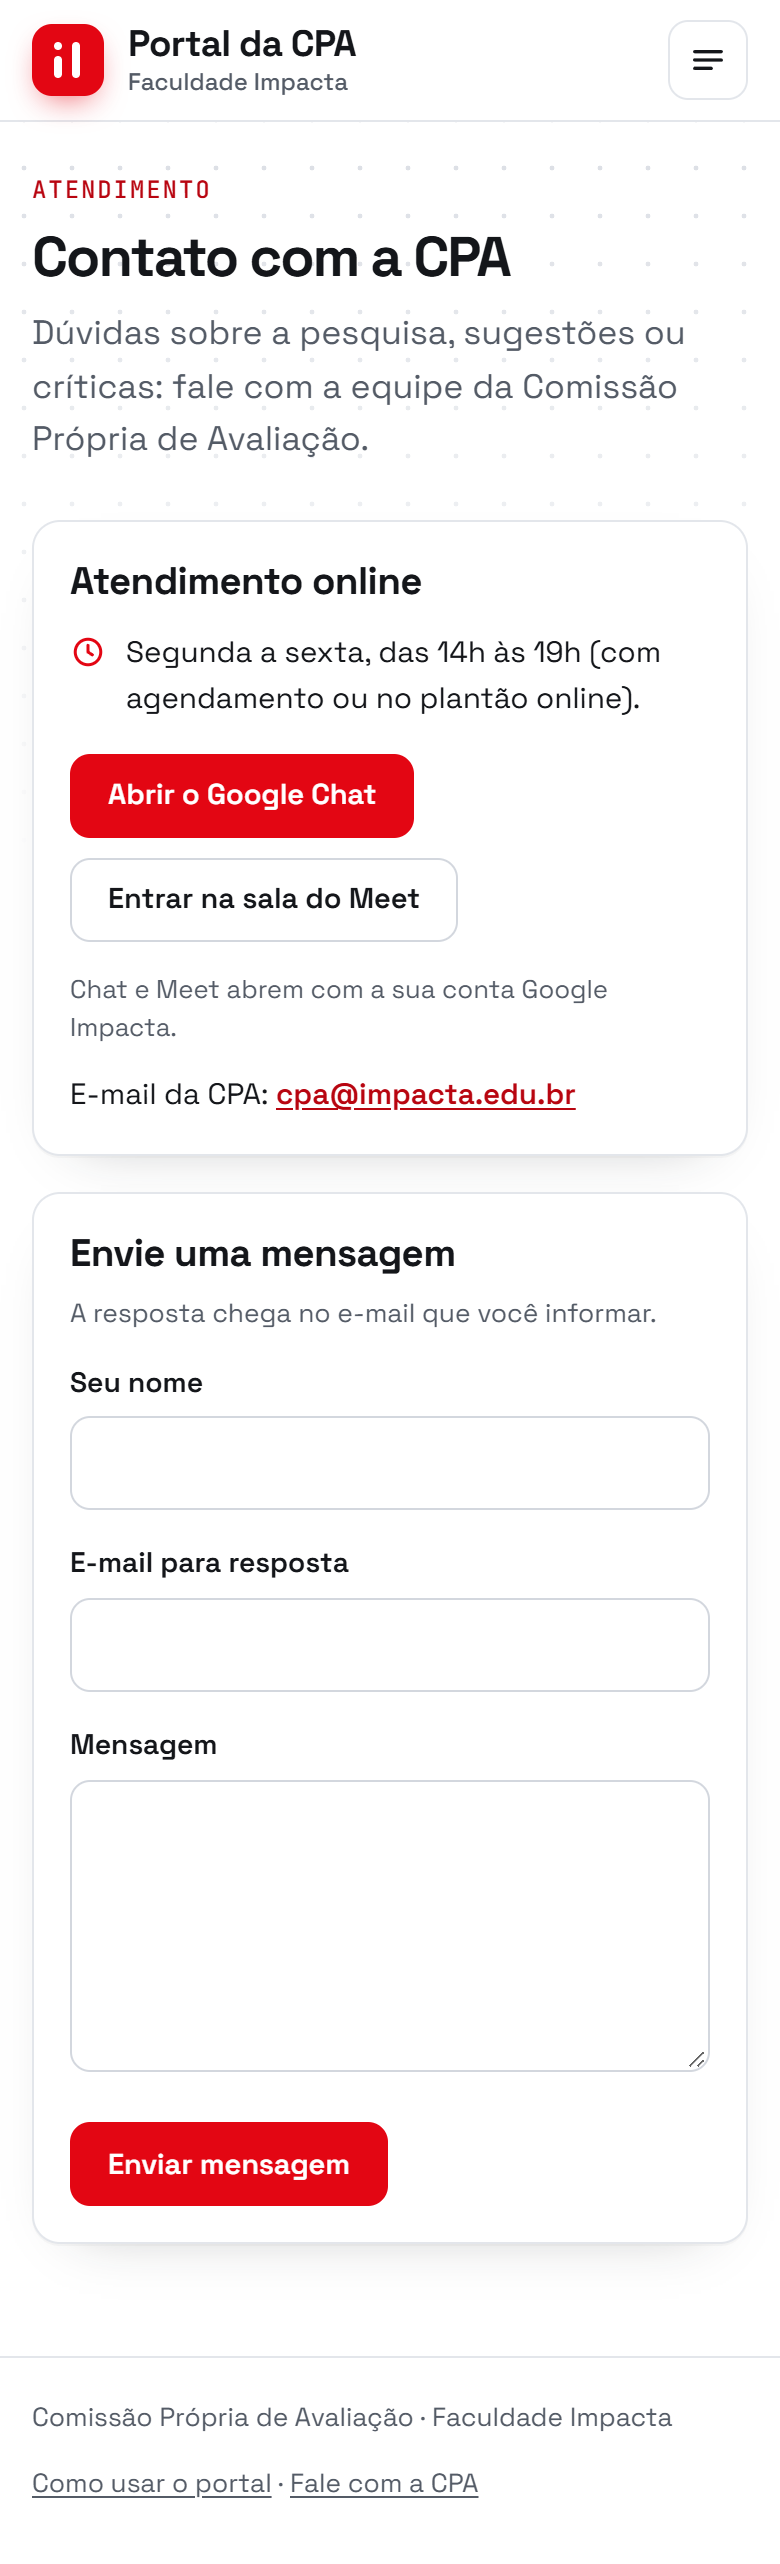 Portal da CPA
Faculdade Impacta
ATENDIMENTO
Contato com a CPA
Dúvidas sobre a pesquisa, sugestões ou
críticas: fale com a equipe da Comissão
Própria de Avaliação.
Atendimento online
Segunda a sexta, das 14h às 19h (com
agendamento ou no plantão online).
Abrir o Google Chat
Entrar na sala do Meet
Chat e Meet abrem com a sua conta Google
Impacta.
E-mail da CPA: cpa@impacta.edu.br
Envie uma mensagem
A resposta chega no e-mail que você informar.
Seu nome
E-mail para resposta
Mensagem
Enviar mensagem
Comissão Própria de Avaliação · Faculdade Impacta
Como usar o portal · Fale com a CPA